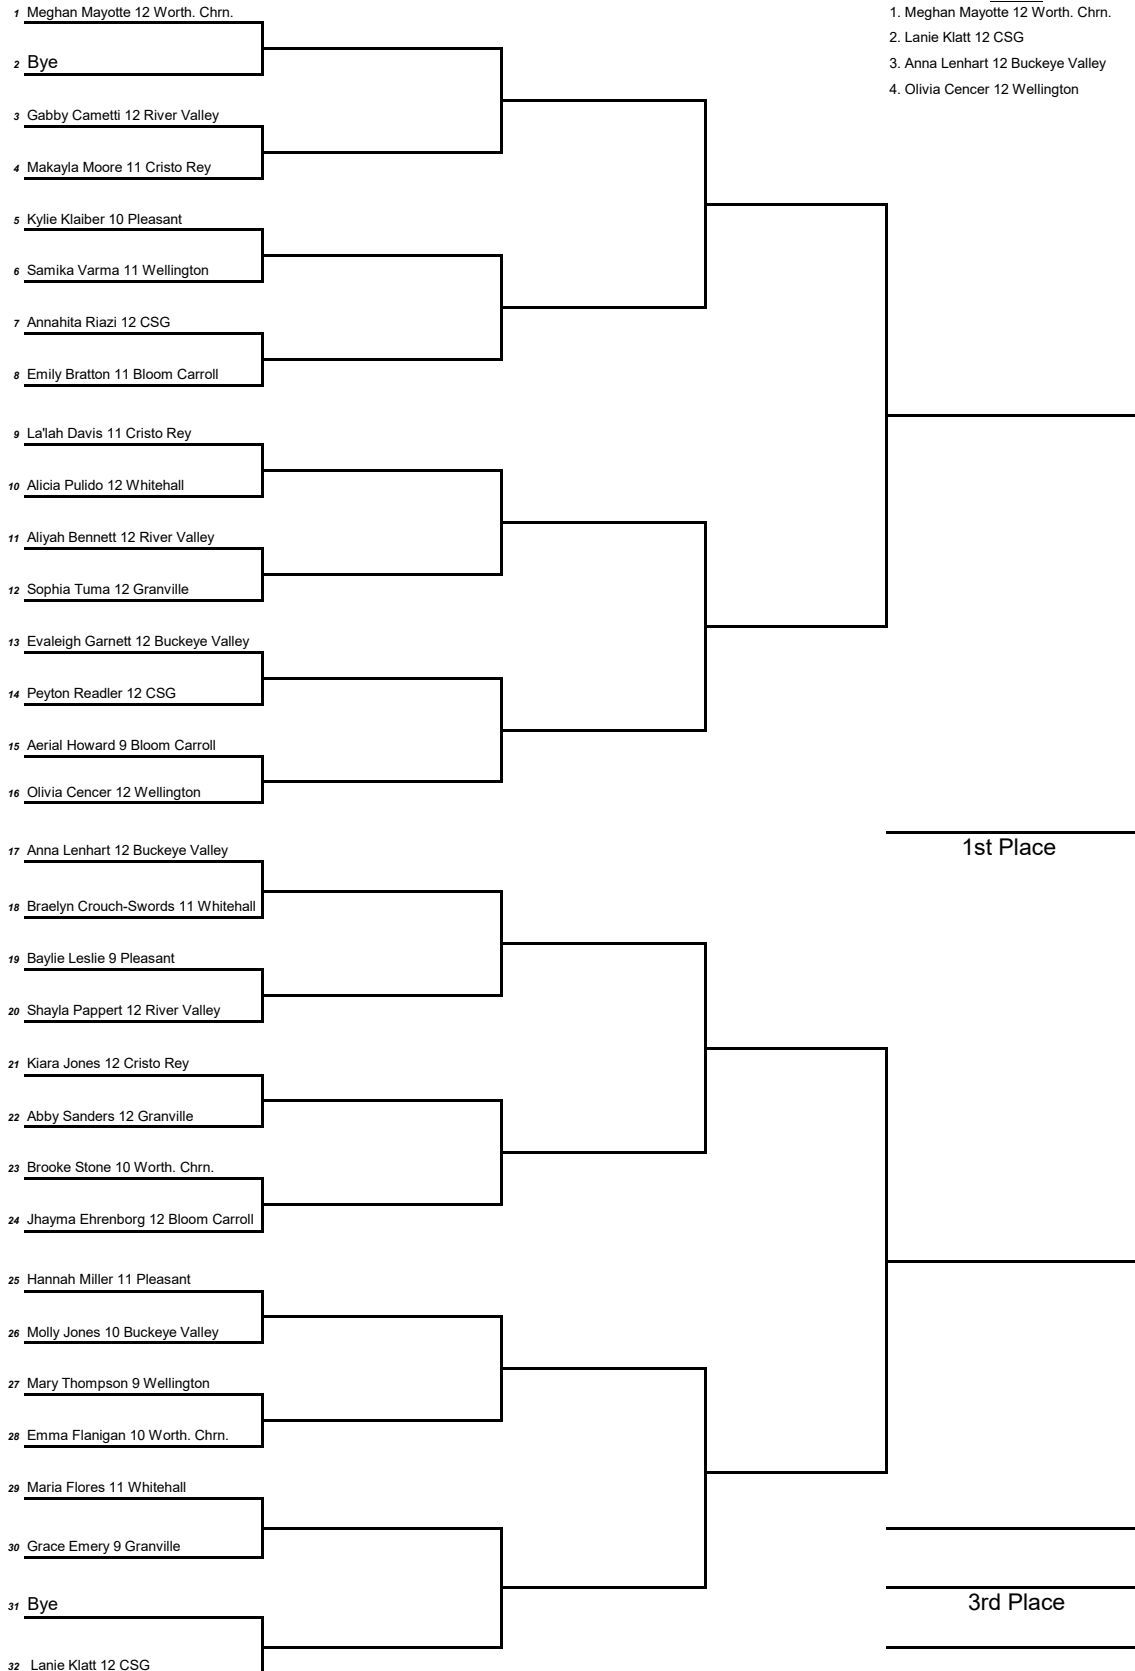 1 Meghan Mayotte 12 Worth. Chrn.
2 Bye
3 Gabby Cametti 12 River Valley
4 Makayla Moore 11 Cristo Rey
5 Kylie Klaiber 10 Pleasant
6 Samika Varma 11 Wellington
7 Annahita Riazi 12 CSG
8 Emily Bratton 11 Bloom Carroll
9 La'lah Davis 11 Cristo Rey
10 Alicia Pulido 12 Whitehall
11 Aliyah Bennett 12 River Valley
12 Sophia Tuma 12 Granville
13 Evaleigh Garnett 12 Buckeye Valley
14 Peyton Readler 12 CSG
15 Aerial Howard 9 Bloom Carroll
16 Olivia Cencer 12 Wellington
17 Anna Lenhart 12 Buckeye Valley
18 Braelyn Crouch-Swords 11 Whitehall
19 Baylie Leslie 9 Pleasant
20 Shayla Pappert 12 River Valley
21 Kiara Jones 12 Cristo Rey
22 Abby Sanders 12 Granville
23 Brooke Stone 10 Worth. Chrn.
24 Jhayma Ehrenborg 12 Bloom Carroll
25 Hannah Miller 11 Pleasant
26 Molly Jones 10 Buckeye Valley
27 Mary Thompson 9 Wellington
28 Emma Flanigan 10 Worth. Chrn.
29 Maria Flores 11 Whitehall
30 Grace Emery 9 Granville
31 Bye
32 Lanie Klatt 12 CSG
1. Meghan Mayotte 12 Worth. Chrn.
2. Lanie Klatt 12 CSG
3. Anna Lenhart 12 Buckeye Valley
4. Olivia Cencer 12 Wellington
1st Place
3rd Place